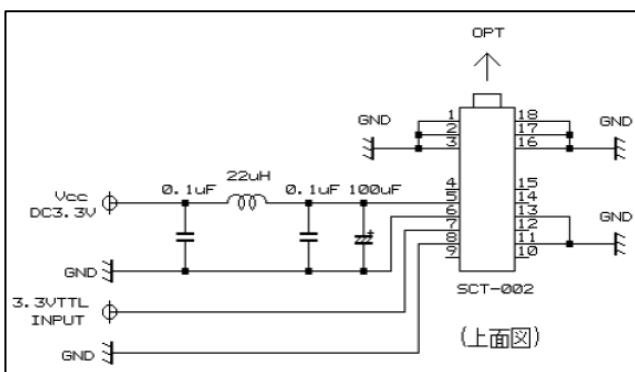 OPT
GND
1
2
3
4
5
6
7
8
9
18
17
16
15
14
13
12
11
10
GND
GND
SCT-002
(上面図)
22uH
0.1uF
0.1uF
100uF
+
Vcc
DC3.3V
GND
3.3VTTL
INPUT
GND